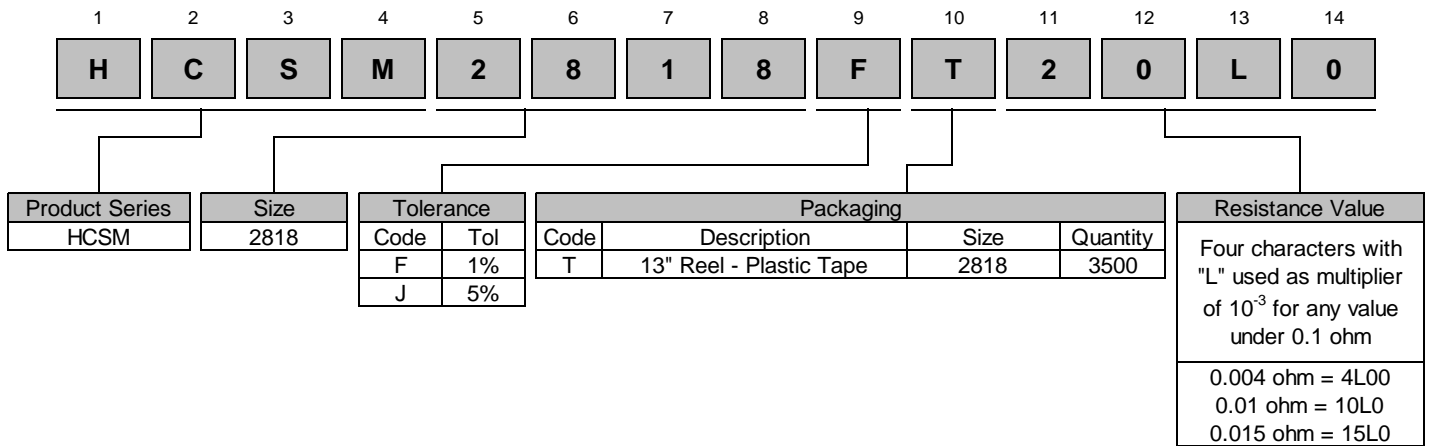 1 2 3 4 5 6 7 8 9 10 11 12 13 14
H C S M 2 8 1 8 F T 2 0 L 0
Product Series
HCSM
Size
2818
Tolerance
Code Tol
F 1%
J 5%
Packaging
Code Description Size Quantity
T 13" Reel - Plastic Tape 2818 3500
Resistance Value
Four characters with
"L" used as multiplier
of 10⁻³ for any value
under 0.1 ohm
0.004 ohm = 4L00
0.01 ohm = 10L0
0.015 ohm = 15L0